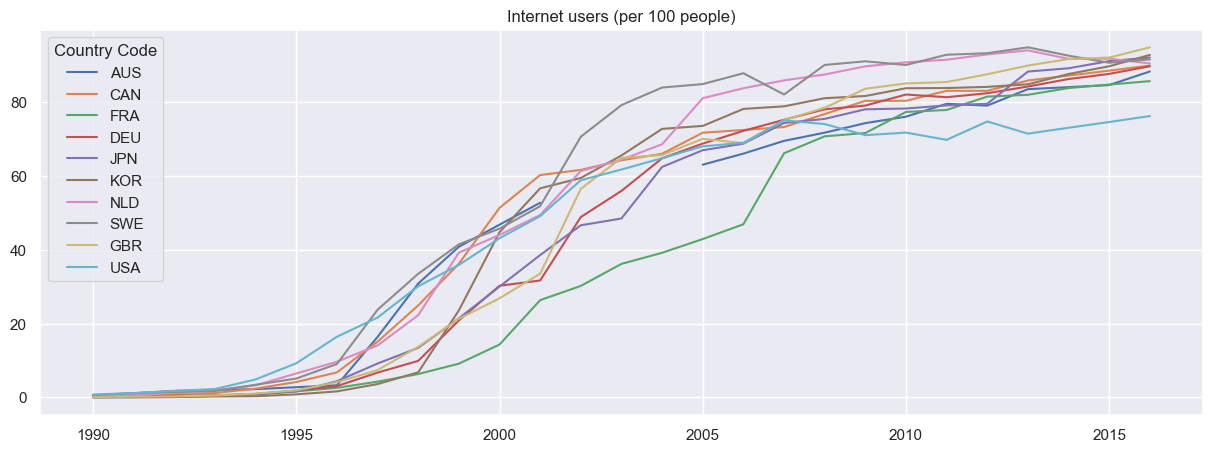 Internet users (per 100 people)
Country Code
AUS
CAN
FRA
DEU
JPN
KOR
NLD
SWE
GBR
USA
80
60
40
20
0
1990
1995
2000
2005
2010
2015